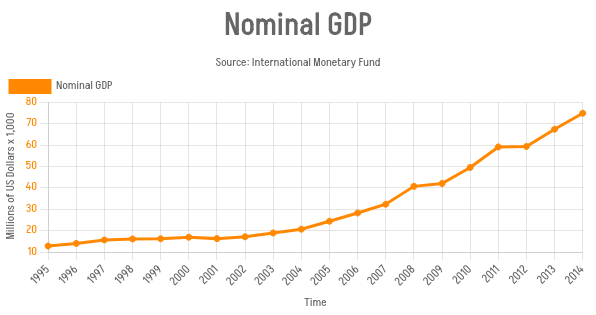 Nominal GDP
Source: International Monetary Fund
Nominal GDP
Millions of US Dollars x 1,000
80
70
60
50
40
30
20
10
1995 1996 1997 1998 1999 2000 2001 2002 2003 2004 2005 2006 2007 2008 2009 2010 2011 2012 2013 2014
Time